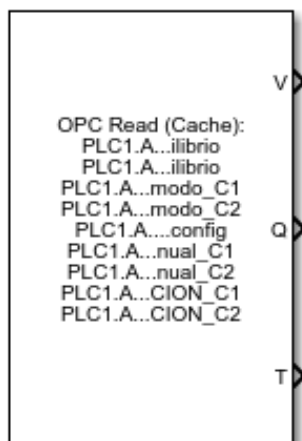 V
OPC Read (Cache):
PLC1.A...ilibrio
PLC1.A...ilibrio
PLC1.A...modo_C1
PLC1.A...modo_C2
PLC1.A....config
Q
PLC1.A...nual_C1
PLC1.A...nual_C2
PLC1.A...CION_C1
PLC1.A...CION_C2
T